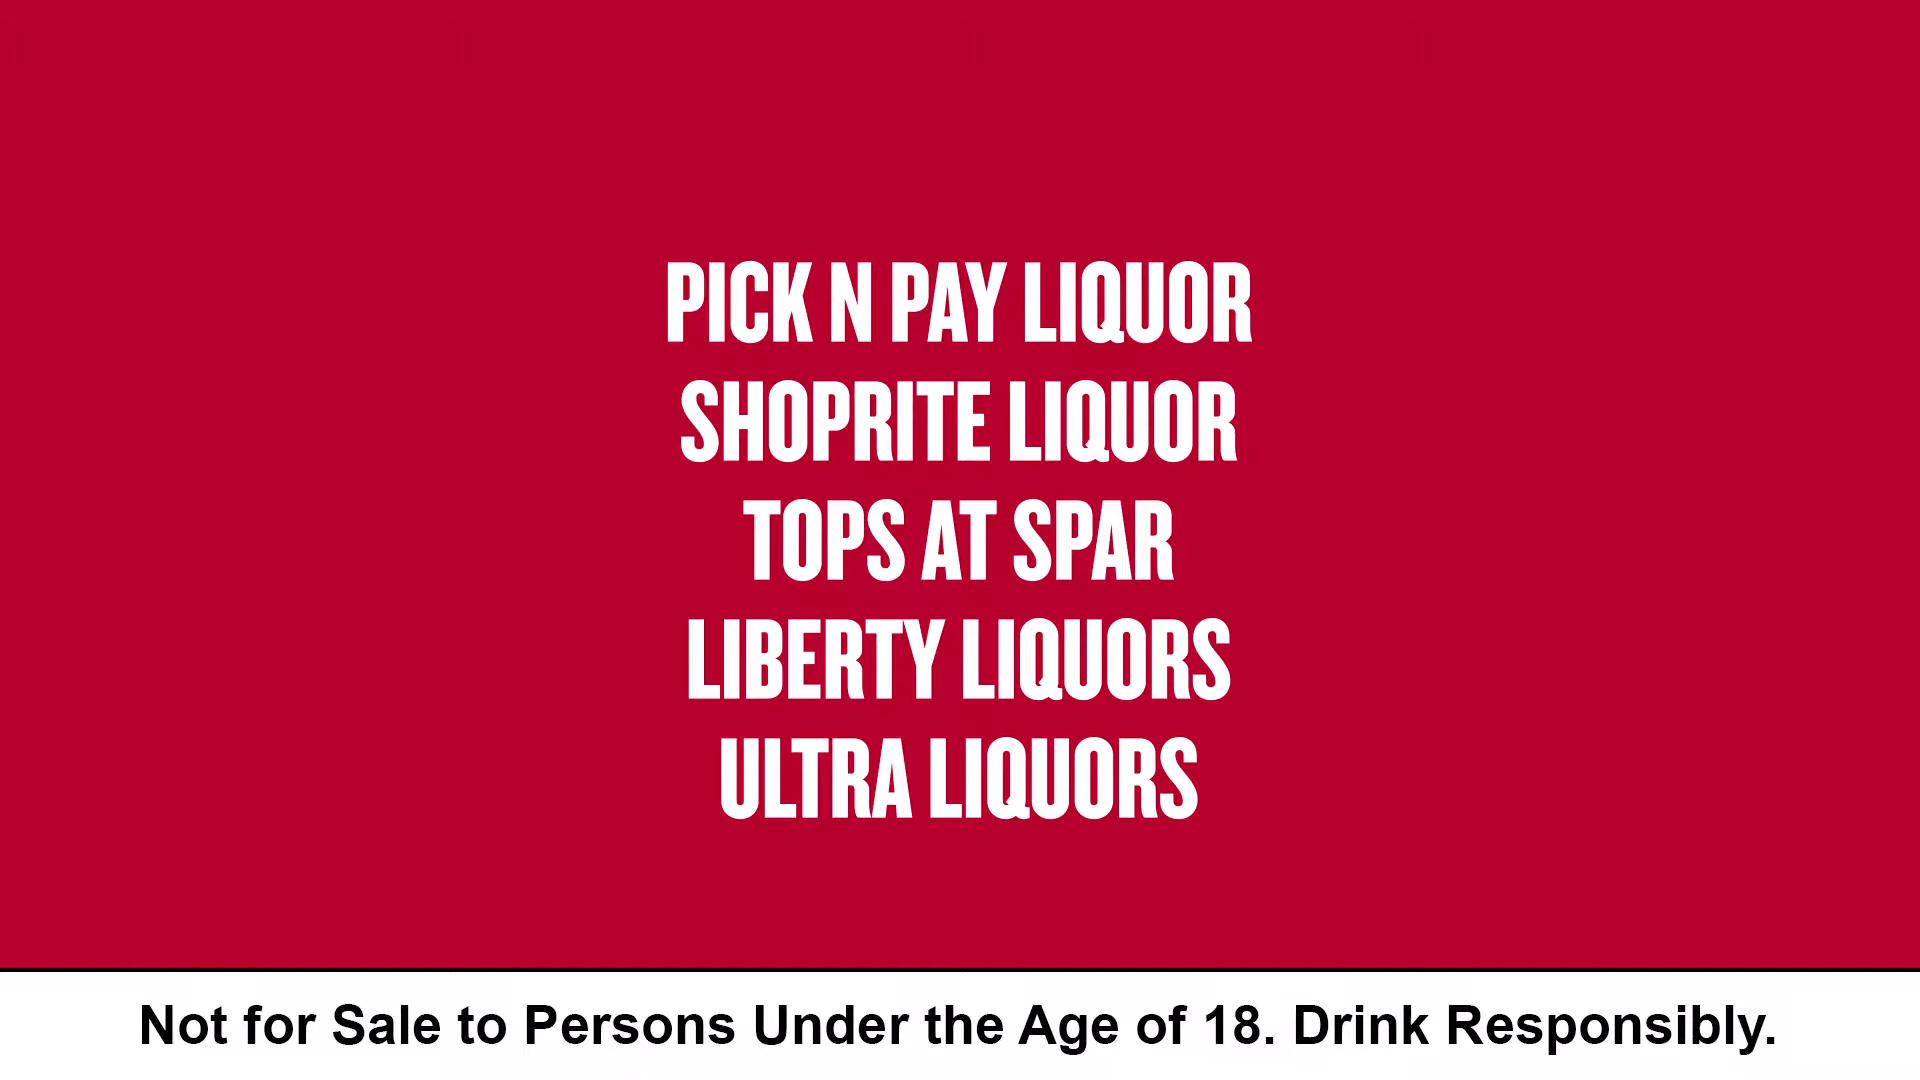 PICK N PAY LIQUOR
SHOPRITE LIQUOR
TOPS AT SPAR
LIBERTY LIQUORS
ULTRA LIQUORS
Not for Sale to Persons Under the Age of 18. Drink Responsibly.